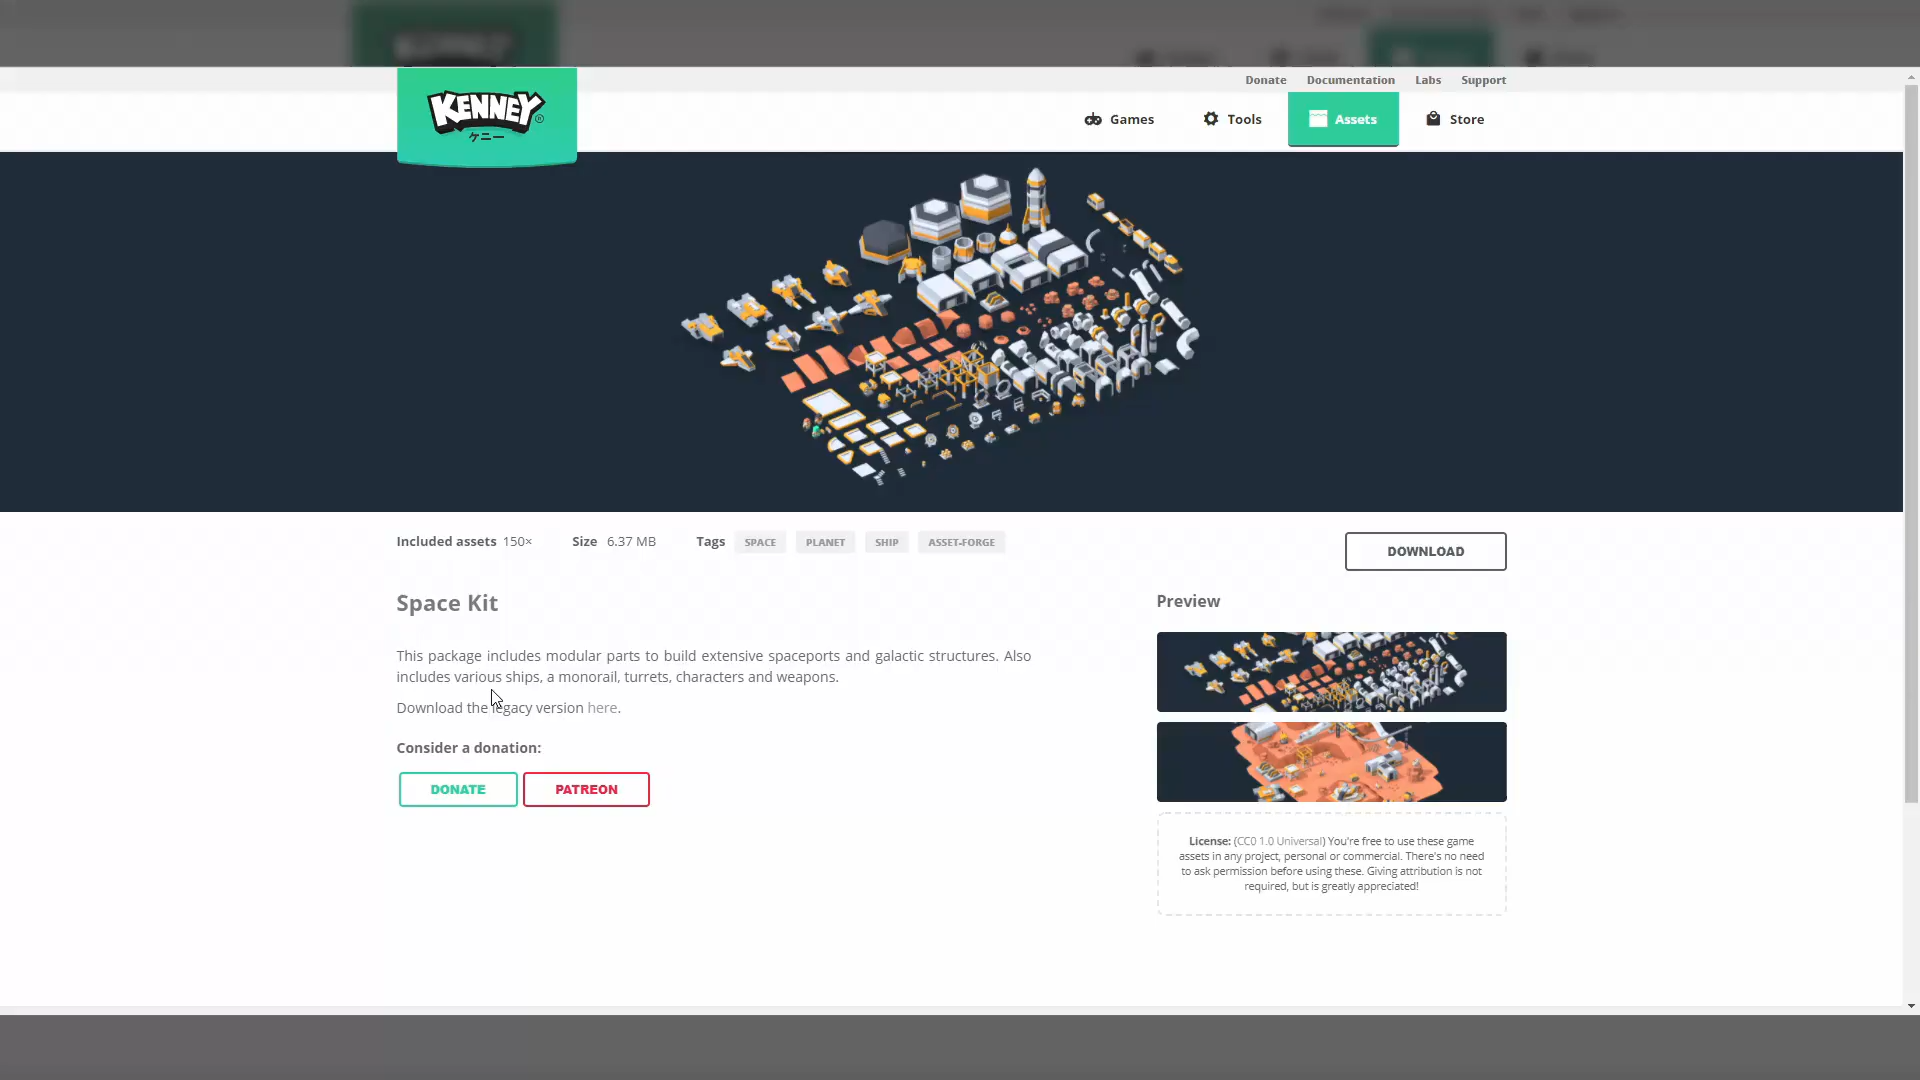 Donate Documentation Labs Support
KENNEY®
ケニー
Games Tools Assets Store
Included assets 150× Size 6.37 MB Tags SPACE PLANET SHIP ASSET-FORGE
DOWNLOAD
Space Kit
This package includes modular parts to build extensive spaceports and galactic structures. Also
includes various ships, a monorail, turrets, characters and weapons.
Download the legacy version here.
Consider a donation:
DONATE PATREON
Preview
License: (CC0 1.0 Universal) You're free to use these game
assets in any project, personal or commercial. There's no need
to ask permission before using these. Giving attribution is not
required, but is greatly appreciated!